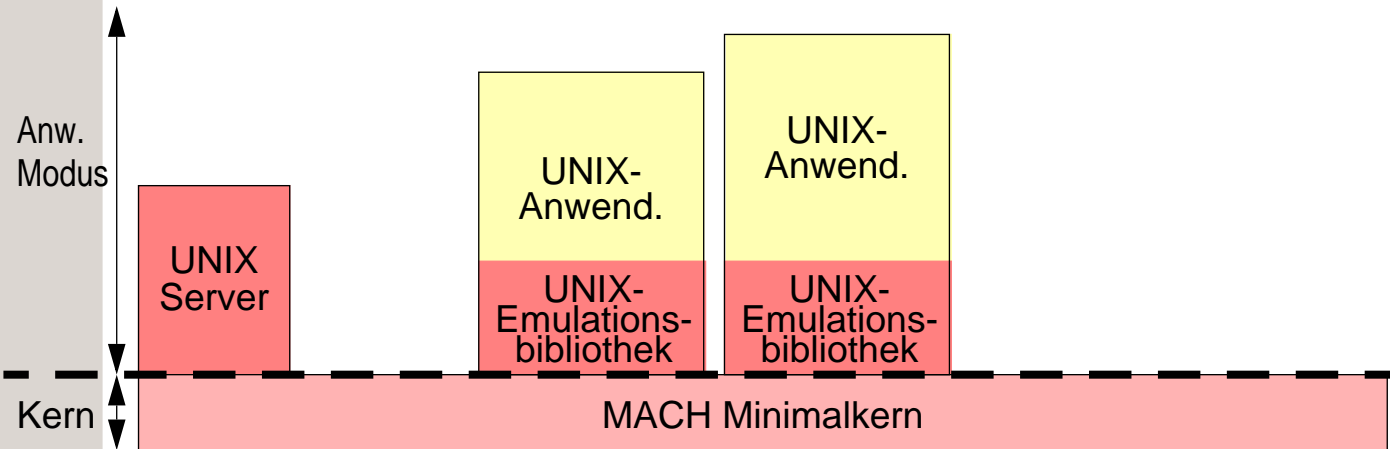 Anw.
Modus
UNIX
Server
UNIX-
Anwend.
UNIX-
Emulations-
bibliothek
UNIX-
Anwend.
UNIX-
Emulations-
bibliothek
Kern
MACH Minimalkern